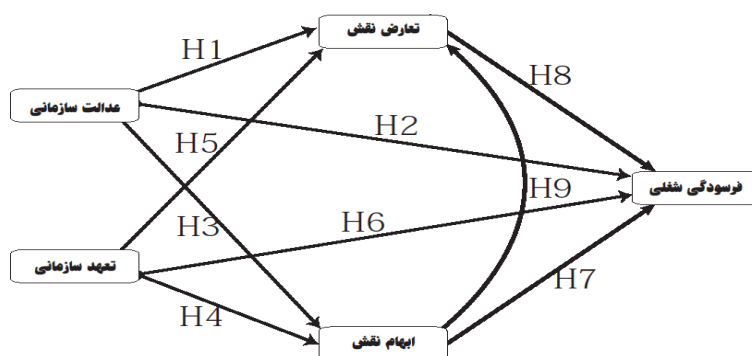 تعارض نقش
H1
H8
عدالت سازمانی
H2
H5
فرسودگی شغلی
H9
H3
H6
تعهد سازمانی
H7
H4
ابهام نقش